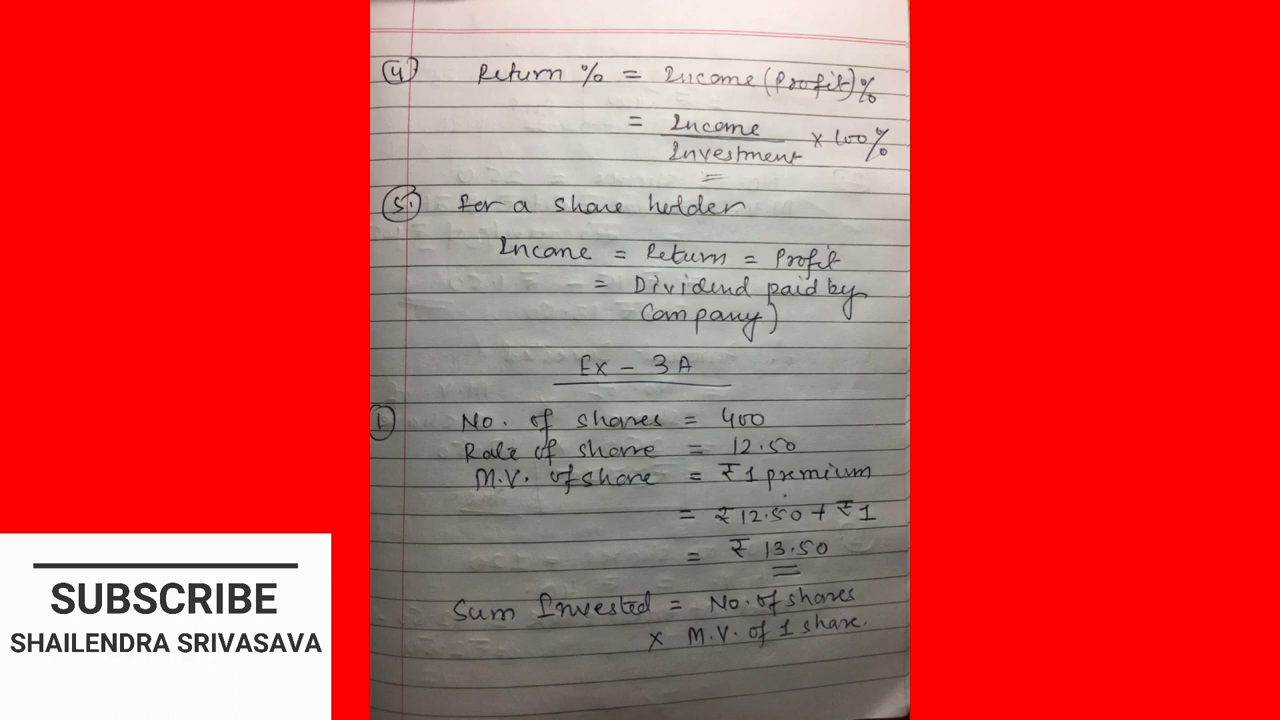 4 Return % = Income (Profit) %
= Income / Investment × 100%
5. For a share holder
Income = Return = Profit
= Dividend paid by
Company)
Ex - 3A
1. No. of shares = 400
Rate of share = 12.50
M.V. of share = ₹1 premium
= ₹12.50 + ₹1
= ₹ 13.50
Sum Invested = No. of shares
× M.V. of 1 share.
SUBSCRIBE
SHAILENDRA SRIVASAVA